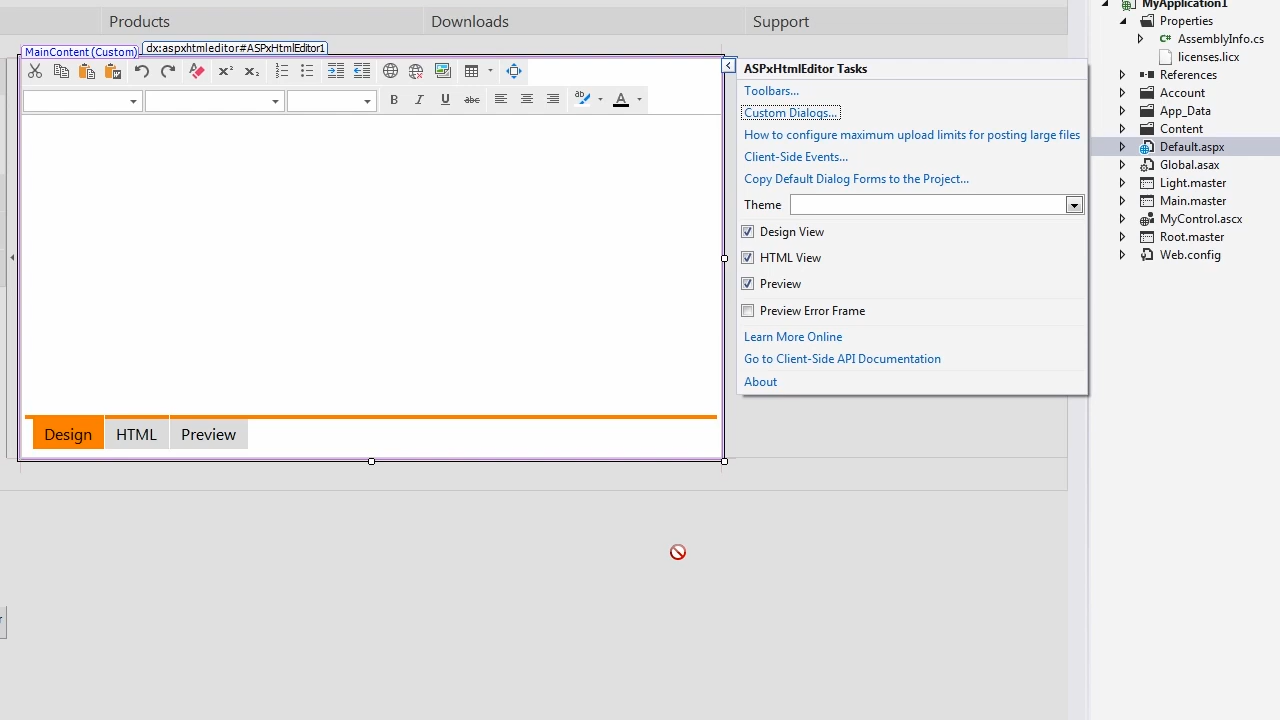 Products Downloads Support
MainContent (Custom) dx:aspxhtmleditor#ASPxHtmlEditor1
B I U abc ab A
Design HTML Preview
ASPxHtmlEditor Tasks
Toolbars...
Custom Dialogs...
How to configure maximum upload limits for posting large files
Client-Side Events...
Copy Default Dialog Forms to the Project...
Theme
Design View
HTML View
Preview
Preview Error Frame
Learn More Online
Go to Client-Side API Documentation
About
MyApplication1
Properties
C# AssemblyInfo.cs
licenses.licx
References
Account
App_Data
Content
Default.aspx
Global.asax
Light.master
Main.master
MyControl.ascx
Root.master
Web.config